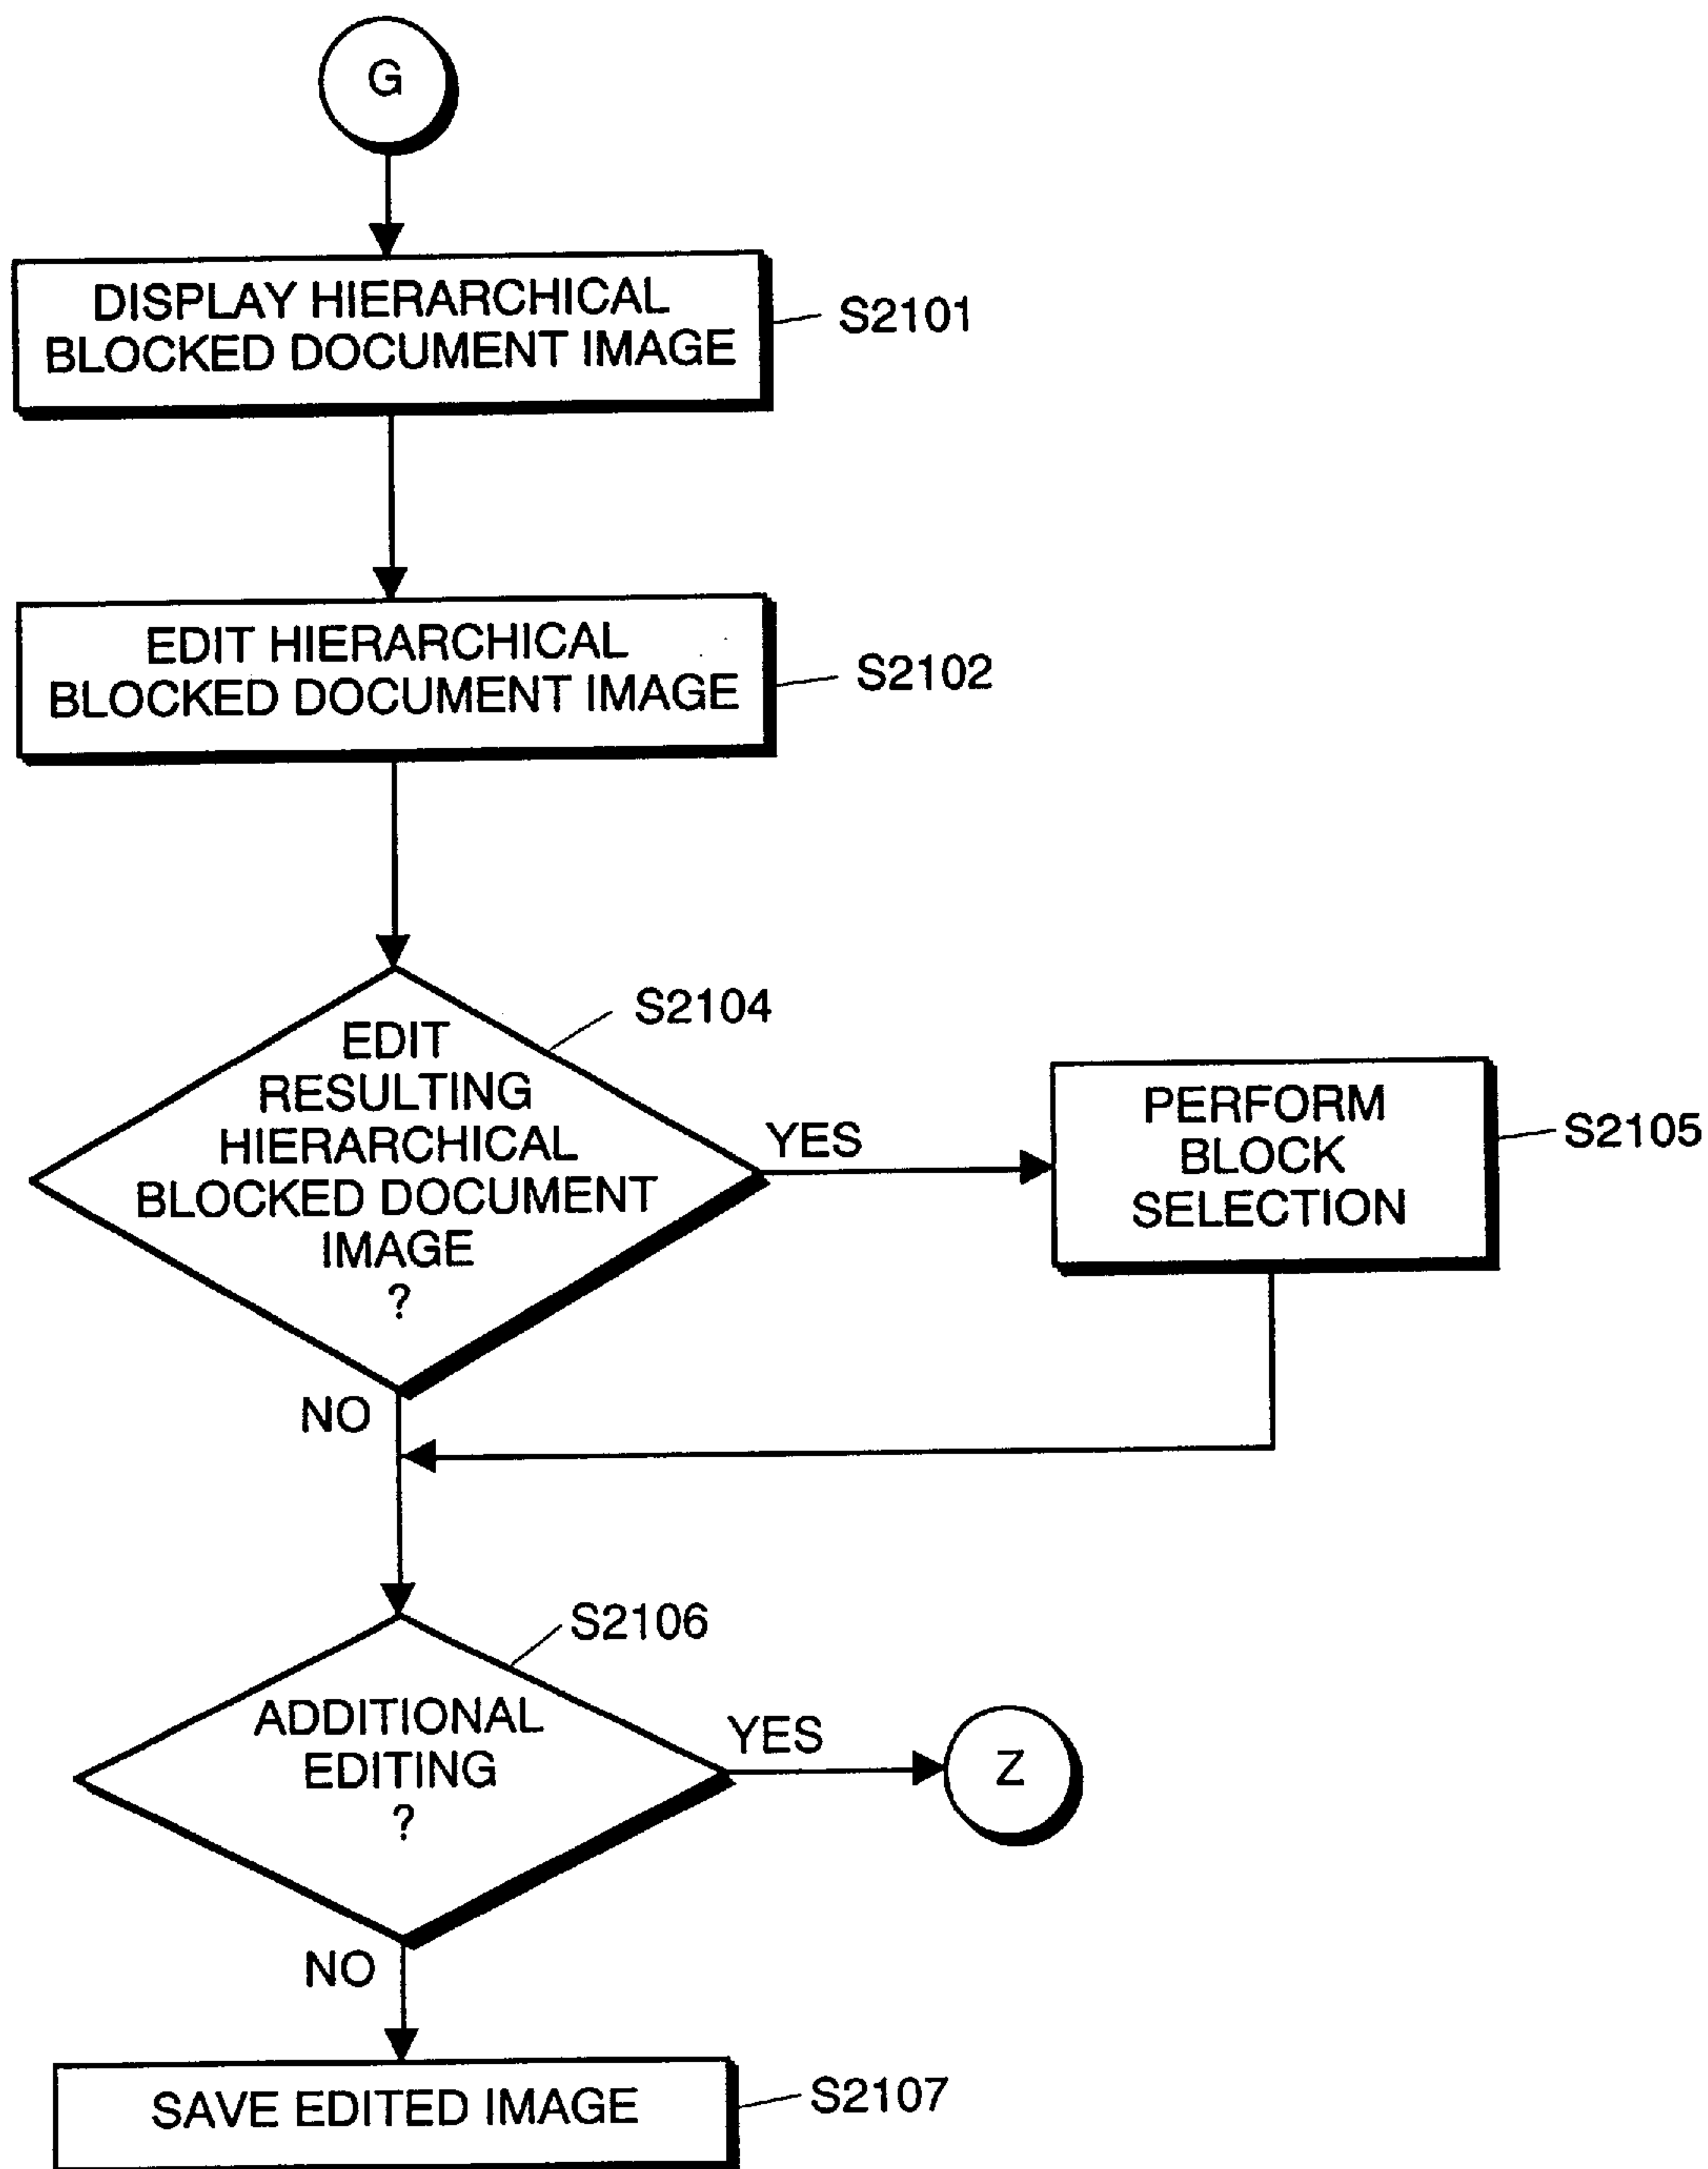 G
DISPLAY HIERARCHICAL
BLOCKED DOCUMENT IMAGE
S2101
EDIT HIERARCHICAL
BLOCKED DOCUMENT IMAGE
S2102
S2104
EDIT
RESULTING
HIERARCHICAL
BLOCKED DOCUMENT
IMAGE
?
YES
PERFORM
BLOCK
SELECTION
S2105
NO
S2106
ADDITIONAL
EDITING
?
YES
Z
NO
SAVE EDITED IMAGE
S2107